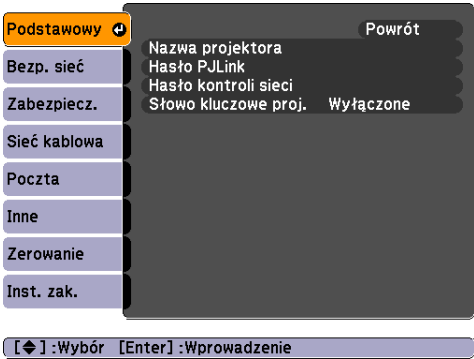 Podstawowy
Bezp. sieć
Zabezpiecz.
Sieć kablowa
Poczta
Inne
Zerowanie
Inst. zak.
Powrót
Nazwa projektora
Hasło PJLink
Hasło kontroli sieci
Słowo kluczowe proj. Wyłączone
[◆] :Wybór [Enter] :Wprowadzenie